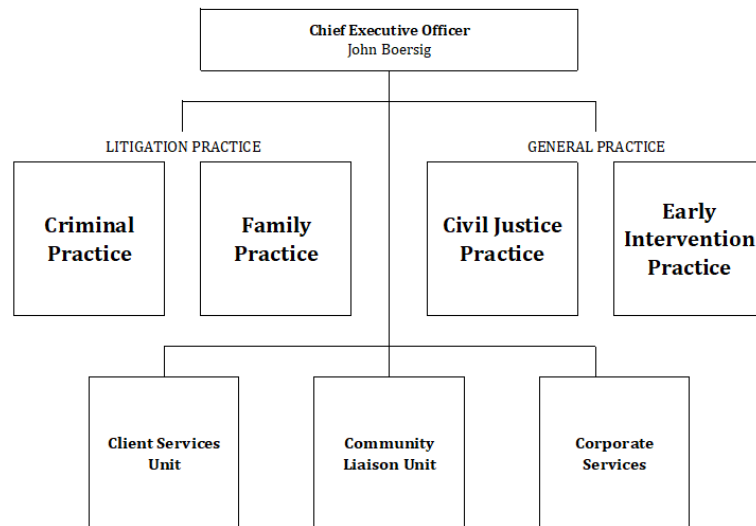 Chief Executive Officer
John Boersig
LITIGATION PRACTICE
GENERAL PRACTICE
Criminal
Practice
Family
Practice
Civil Justice
Practice
Early
Intervention
Practice
Client Services
Unit
Community
Liaison Unit
Corporate
Services